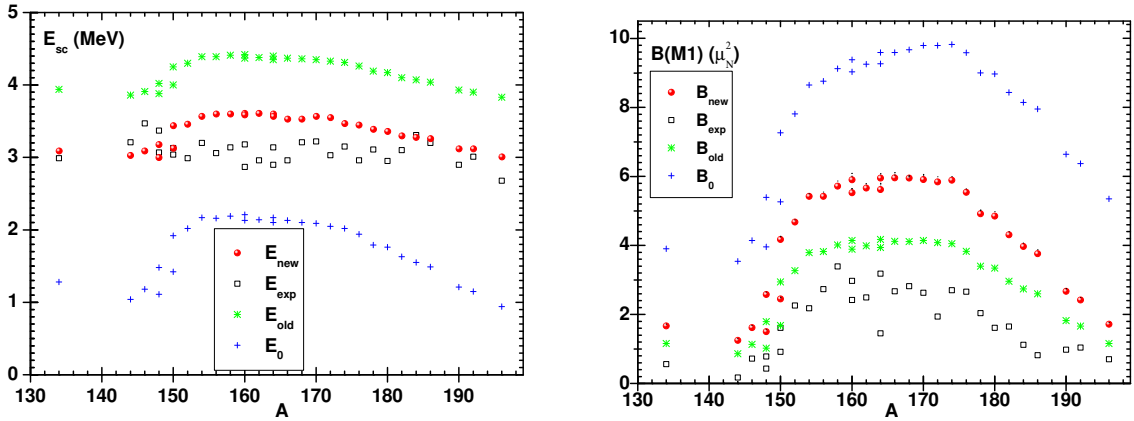 5
4
3
2
1
0
E_sc (MeV)
E_new
E_exp
E_old
E_0
130 140 150 160 170 180 190
A
10
8
6
4
2
0
B(M1) (μ_N^2)
B_new
B_exp
B_old
B_0
130 140 150 160 170 180 190
A